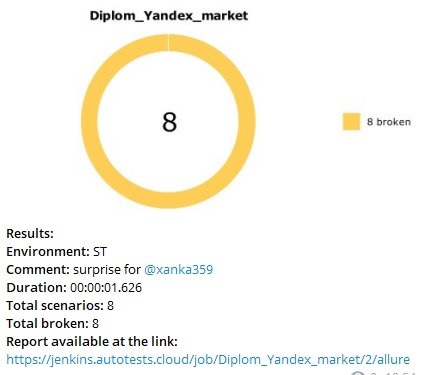 Diplom_Yandex_market
8
8 broken
Results:
Environment: ST
Comment: surprise for @xanka359
Duration: 00:00:01.626
Total scenarios: 8
Total broken: 8
Report available at the link:
https://jenkins.autotests.cloud/job/Diplom_Yandex_market/2/allure